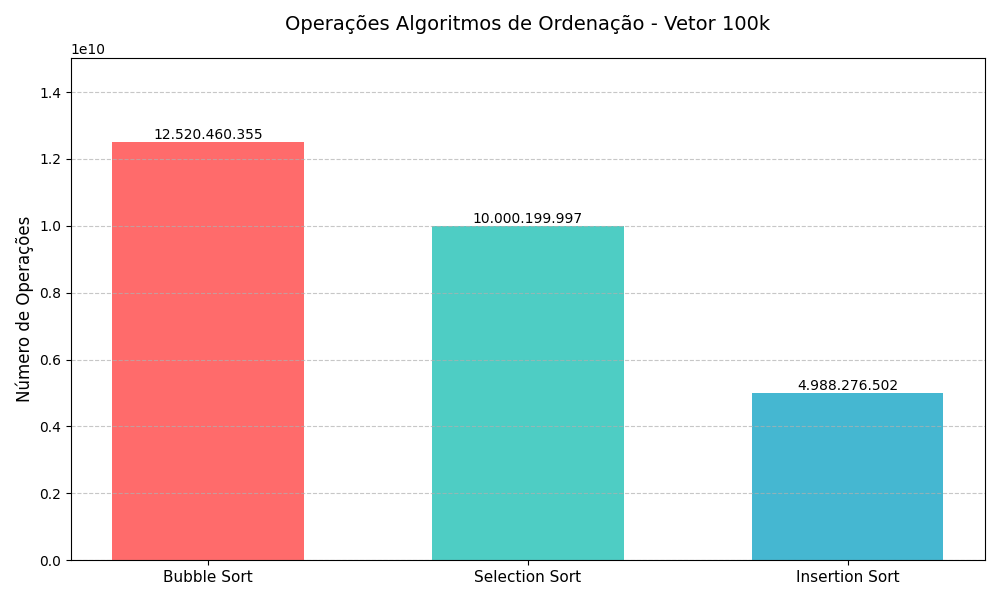 Operações Algoritmos de Ordenação - Vetor 100k
1e10
1.4
1.2
1.0
0.8
0.6
0.4
0.2
0.0
Número de Operações
12.520.460.355
10.000.199.997
4.988.276.502
Bubble Sort
Selection Sort
Insertion Sort